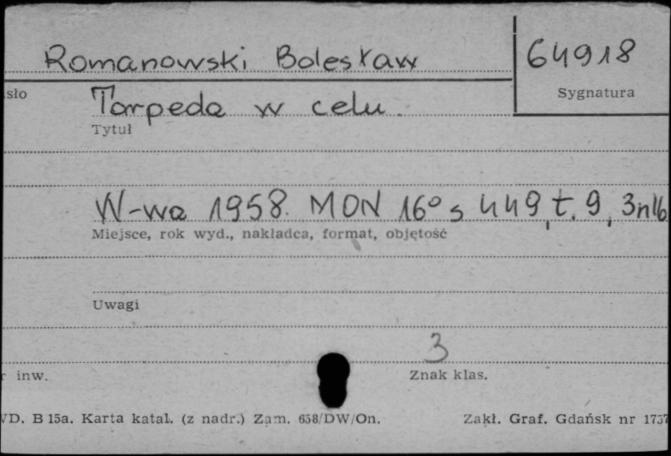 Romanowski Bolesław 64918
sło Sygnatura
Torpeda w celu.
Tytuł
W-wa 1958. MON 16° s 449, t. 9, 3nlb
Miejsce, rok wyd., nakładca, format, objętość
Uwagi
3
r inw. Znak klas.
VD. B 15a. Karta katal. (z nadr.) Zam. 658/DW/On. Zakł. Graf. Gdańsk nr 1737